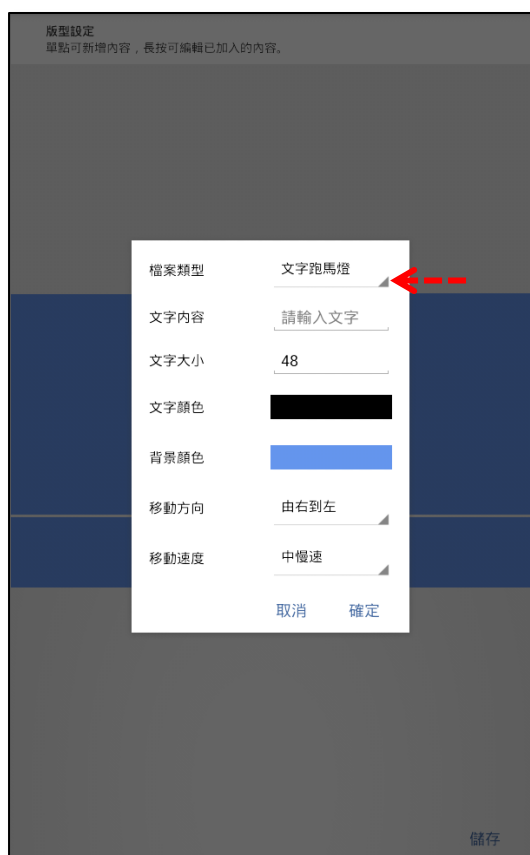 版型設定
單點可新增內容，長按可編輯已加入的內容。
檔案類型 文字跑馬燈
文字內容 請輸入文字
文字大小 48
文字顏色
背景顏色
移動方向 由右到左
移動速度 中慢速
取消 確定
儲存